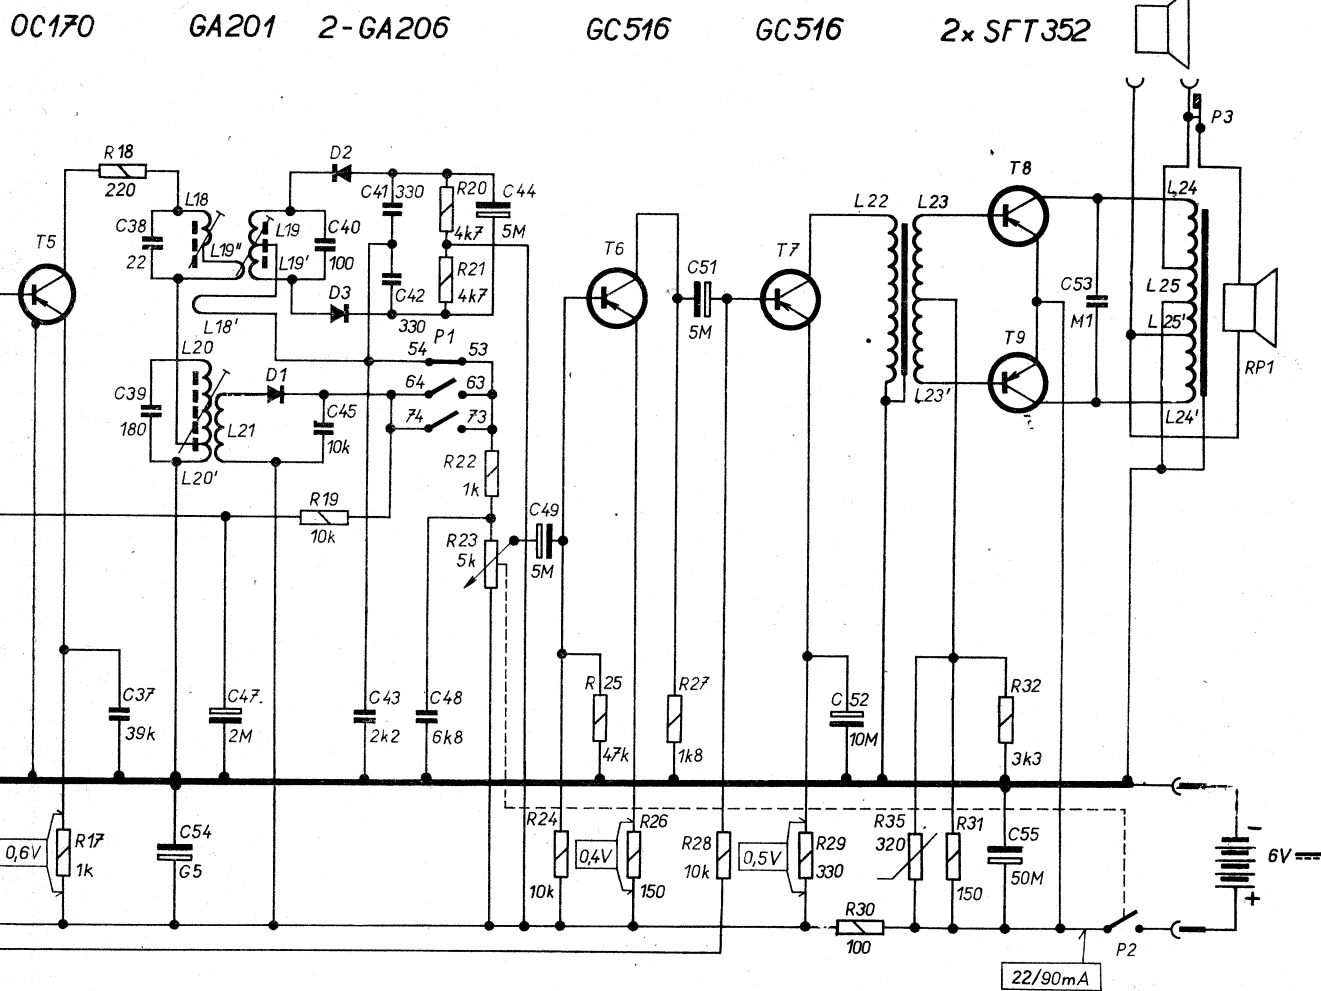 OC170 GA201 2-GA206 GC516 GC516 2x SFT352
P3
R18 D2 T8
220 C41 330 R20 C44 L24
L18 L22 L23
C38 L19 C40 4k7 5M
T5 L19" T6 T7
22 L19' 100 R21 C51 L25 C53
D3 C42 4k7
L18' 330 P1 5M L25' M1
L20 54 53 T9
D1 64 63 RP1
C39 L23'
180 L21 C45 74 73 L24'
10k
L20' R22
1k
R19 C49
10k R23
5k 5M
C37 C47 C43 C48 R25 R27 C52 R32
39k 2M 2k2 6k8 47k 1k8 10M 3k3
R17 C54 R24 R26 R28 R29 R35 R31 C55 -
0,6V 0,4V 0,5V 320 6V
1k G5 10k 150 10k 330 150 50M +
R30
100 P2
22/90mA